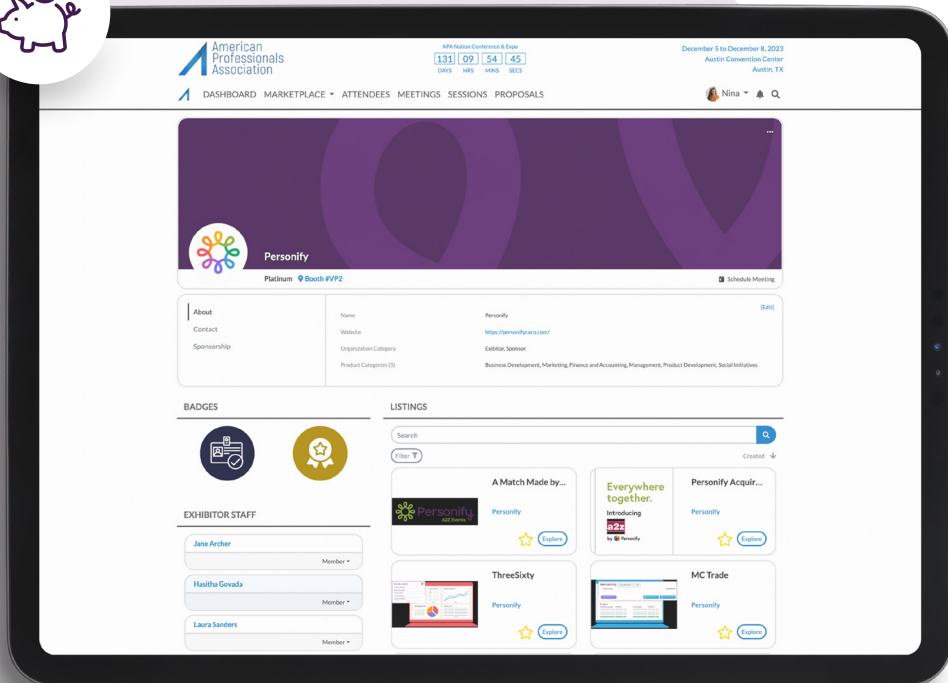 American
Professionals
Association
APA Nation Conference & Expo
131 09 54 45
DAYS HRS MINS SECS
December 5 to December 8, 2023
Austin Convention Center
Austin, TX
DASHBOARD MARKETPLACE ATTENDEES MEETINGS SESSIONS PROPOSALS
Nina
Personify
Platinum Booth #VP2
Schedule Meeting
About
Contact
Sponsorship
[Edit]
Name Personify
Website https://personifycorp.com/
Organization Category Exibitor, Sponsor
Product Categories (5) Business Development, Marketing, Finance and Accounting, Management, Product Development, Social Initiatives
BADGES
LISTINGS
Search
Filter
Created
A Match Made by...
Personify
A2Z Events
Personify
Explore
Everywhere
together.
Introducing
a2z
by Personify
Personify Acquir...
Personify
Explore
EXHIBITOR STAFF
Jane Archer
Member
Hasitha Govada
Member
Laura Sanders
Member
ThreeSixty
Personify
Explore
MC Trade
Personify
Explore